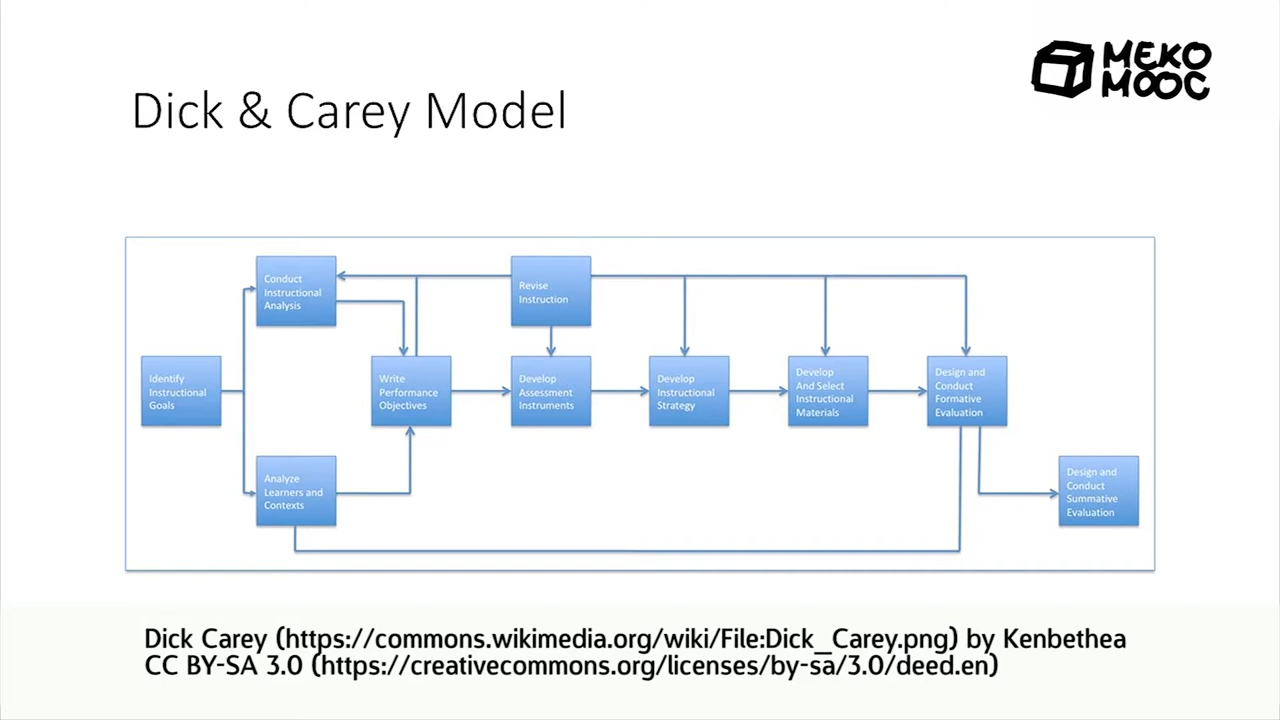 MEKO
MOOC
Dick & Carey Model
Conduct
Instructional
Analysis
Revise
Instruction
Identify
Instructional
Goals
Write
Performance
Objectives
Develop
Assessment
Instruments
Develop
Instructional
Strategy
Develop
And Select
Instructional
Materials
Design and
Conduct
Formative
Evaluation
Analyze
Learners and
Contexts
Design and
Conduct
Summative
Evaluation
Dick Carey (https://commons.wikimedia.org/wiki/File:Dick_Carey.png) by Kenbethea
CC BY-SA 3.0 (https://creativecommons.org/licenses/by-sa/3.0/deed.en)